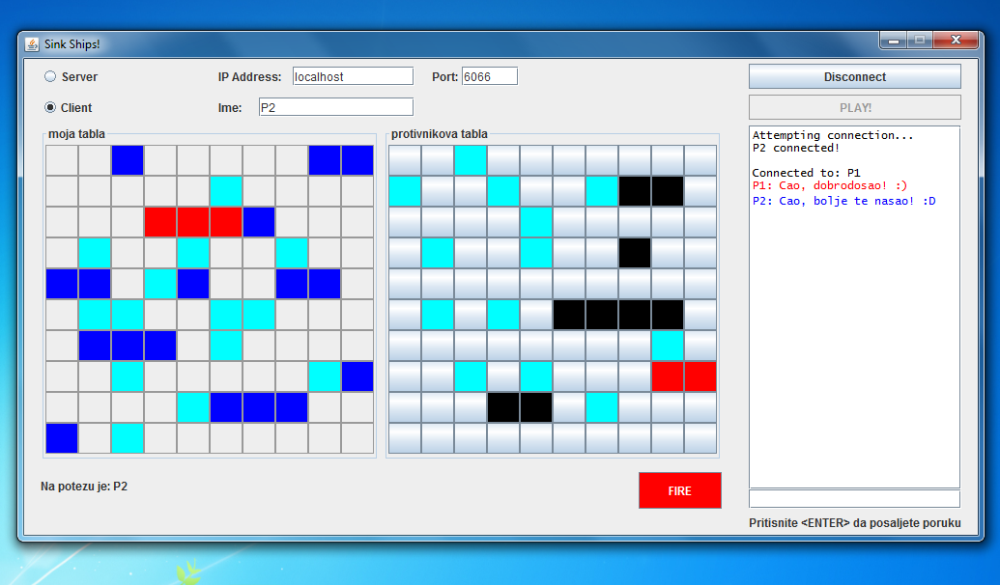 Sink Ships!
Server
IP Address: localhost
Port: 6066
Disconnect
Client
Ime: P2
PLAY!
moja tabla
protivnikova tabla
Attempting connection...
P2 connected!
Connected to: P1
P1: Cao, dobrodosao! :)
P2: Cao, bolje te nasao! :D
Na potezu je: P2
FIRE
Pritisnite <ENTER> da posaljete poruku